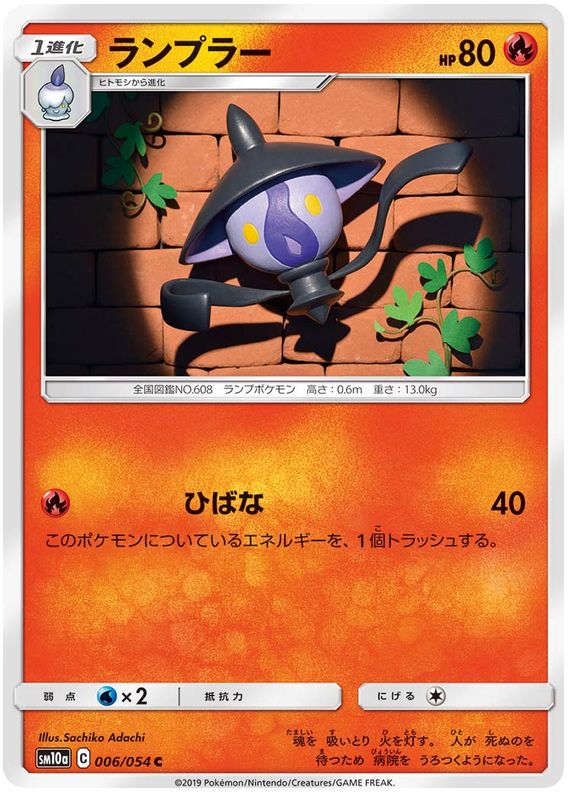 1進化
ランプラー
HP 80
ヒトモシから進化
全国図鑑NO.608 ランプポケモン 高さ:0.6m 重さ:13.0kg
ひばな 40
このポケモンについているエネルギーを、1個トラッシュする。
弱点 ×2 抵抗力 にげる
Illus.Sachiko Adachi
sm10a C 006/054 C
魂を 吸いとり 火を灯す。 人が 死ぬのを
待つため 病院を うろつくようになった。
©2019 Pokémon/Nintendo/Creatures/GAME FREAK.